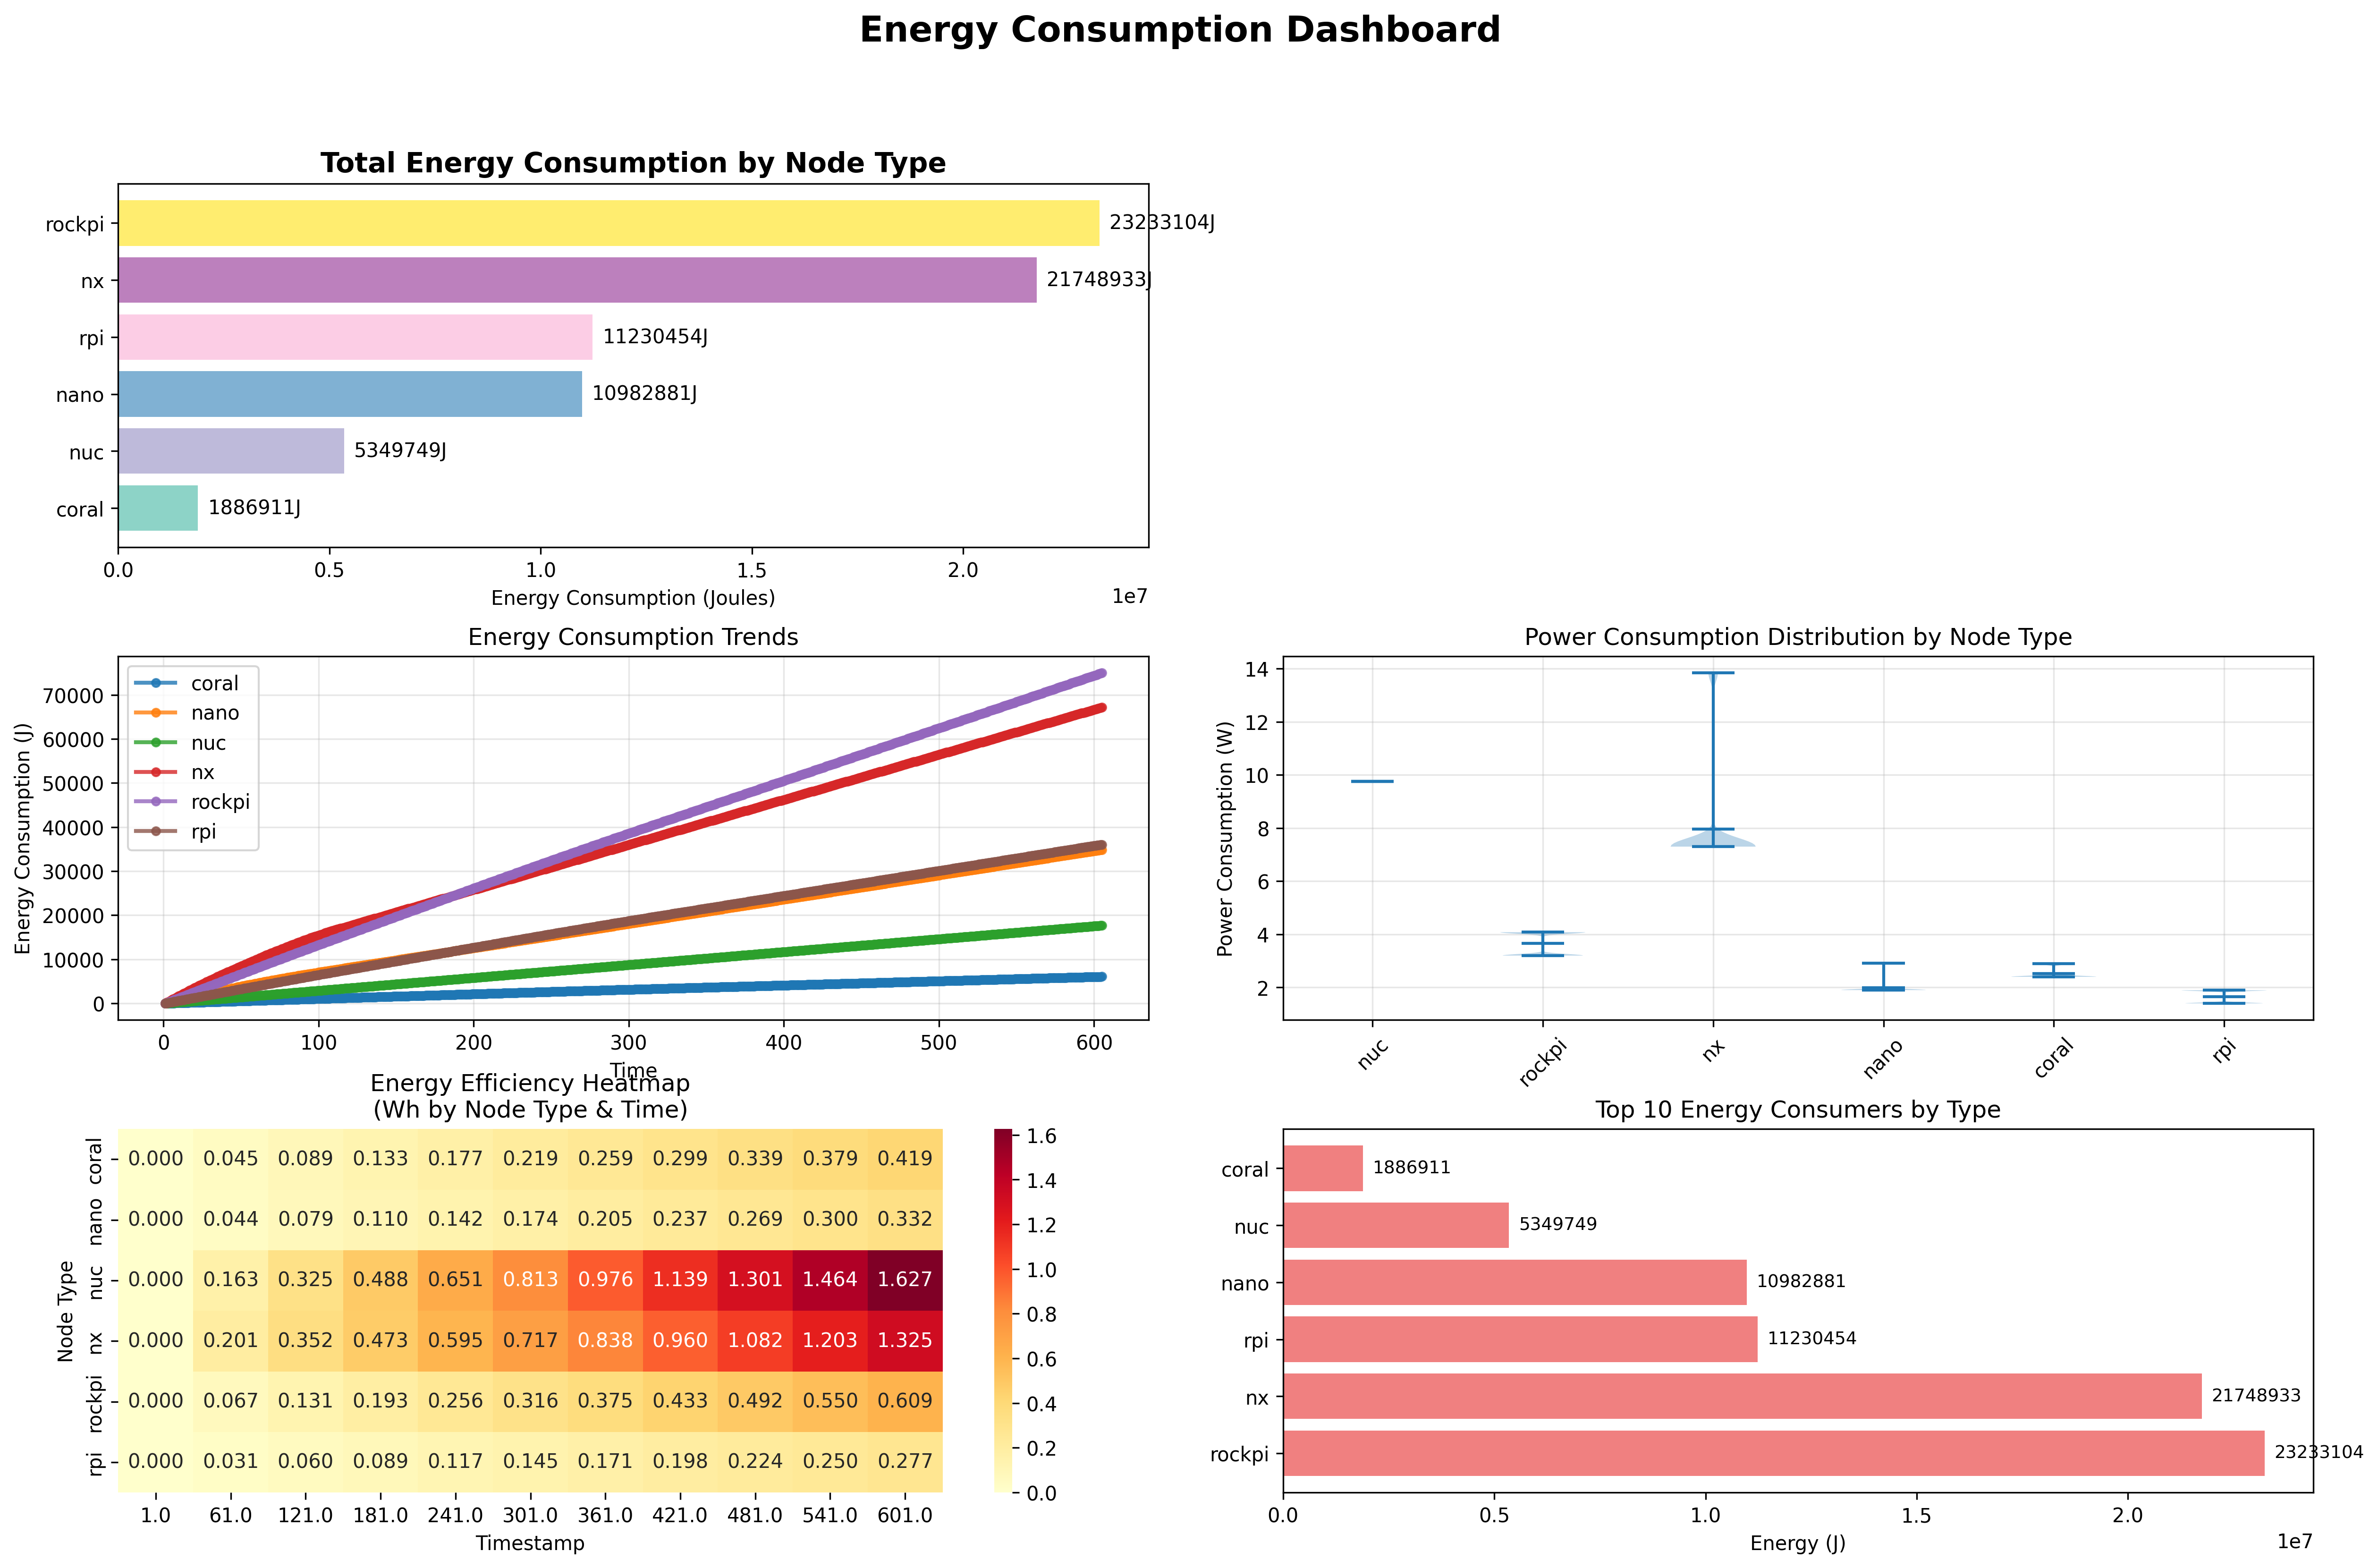 Energy Consumption Dashboard
Total Energy Consumption by Node Type
rockpi
23233104J
nx
21748933J
rpi
11230454J
nano
10982881J
nuc
5349749J
coral
1886911J
0.0 0.5 1.0 1.5 2.0
1e7
Energy Consumption (Joules)
Energy Consumption Trends
Energy Consumption (J)
70000
60000
50000
40000
30000
20000
10000
0
coral
nano
nuc
nx
rockpi
rpi
0 100 200 300 400 500 600
Time
Power Consumption Distribution by Node Type
Power Consumption (W)
14
12
10
8
6
4
2
nuc rockpi nx nano coral rpi
Energy Efficiency Heatmap
(Wh by Node Type & Time)
Node Type
coral 0.000 0.045 0.089 0.133 0.177 0.219 0.259 0.299 0.339 0.379 0.419
nano 0.000 0.044 0.079 0.110 0.142 0.174 0.205 0.237 0.269 0.300 0.332
nuc 0.000 0.163 0.325 0.488 0.651 0.813 0.976 1.139 1.301 1.464 1.627
nx 0.000 0.201 0.352 0.473 0.595 0.717 0.838 0.960 1.082 1.203 1.325
rockpi 0.000 0.067 0.131 0.193 0.256 0.316 0.375 0.433 0.492 0.550 0.609
rpi 0.000 0.031 0.060 0.089 0.117 0.145 0.171 0.198 0.224 0.250 0.277
1.0 61.0 121.0 181.0 241.0 301.0 361.0 421.0 481.0 541.0 601.0
Timestamp
1.6
1.4
1.2
1.0
0.8
0.6
0.4
0.2
0.0
Top 10 Energy Consumers by Type
coral
1886911
nuc
5349749
nano
10982881
rpi
11230454
nx
21748933
rockpi
23233104
0.0 0.5 1.0 1.5 2.0
1e7
Energy (J)